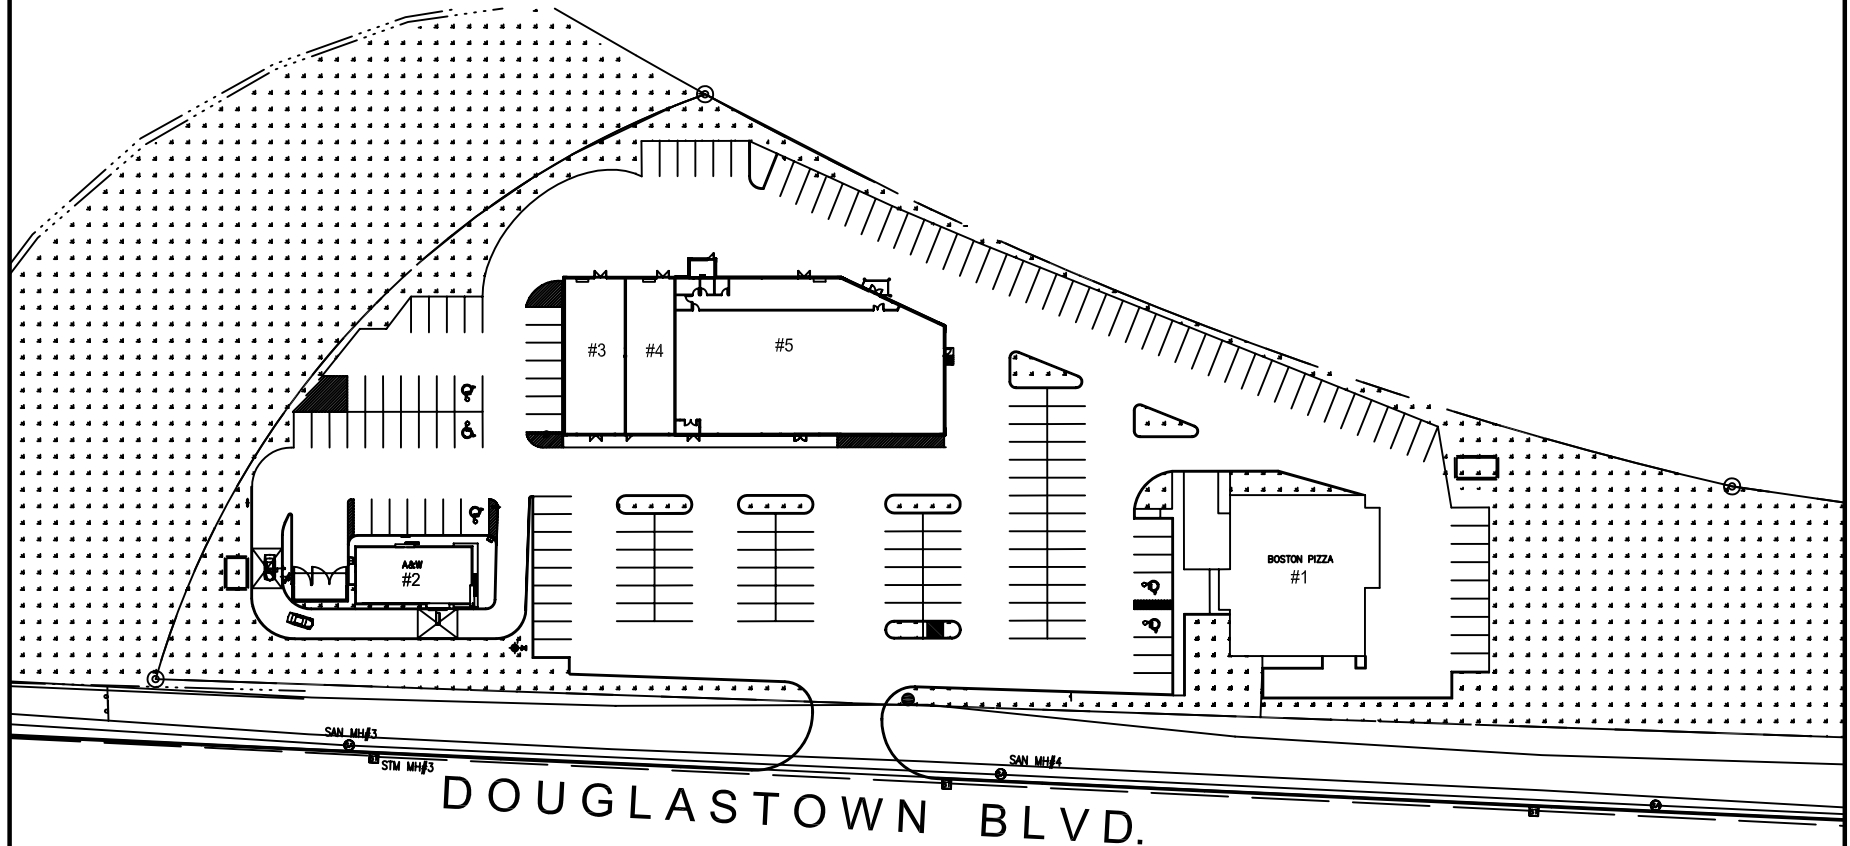 #3
#4
#5
A&W
#2
BOSTON PIZZA
#1
SAN MH#3
STM MH#3
SAN MH#4
DOUGLASTOWN BLVD.